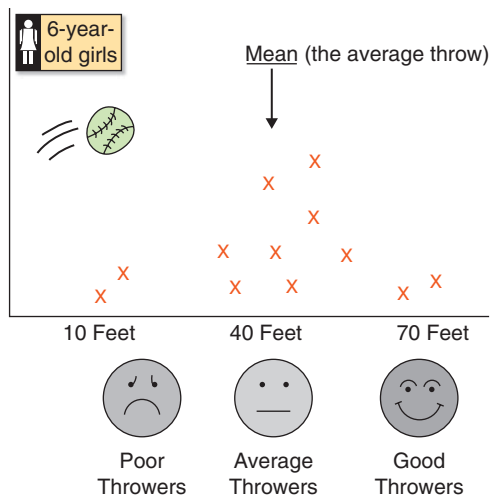 6-year-
old girls
Mean (the average throw)
X
X
X
X
X
X
X
X
X
X
X
X
10 Feet
40 Feet
70 Feet
Poor
Throwers
Average
Throwers
Good
Throwers